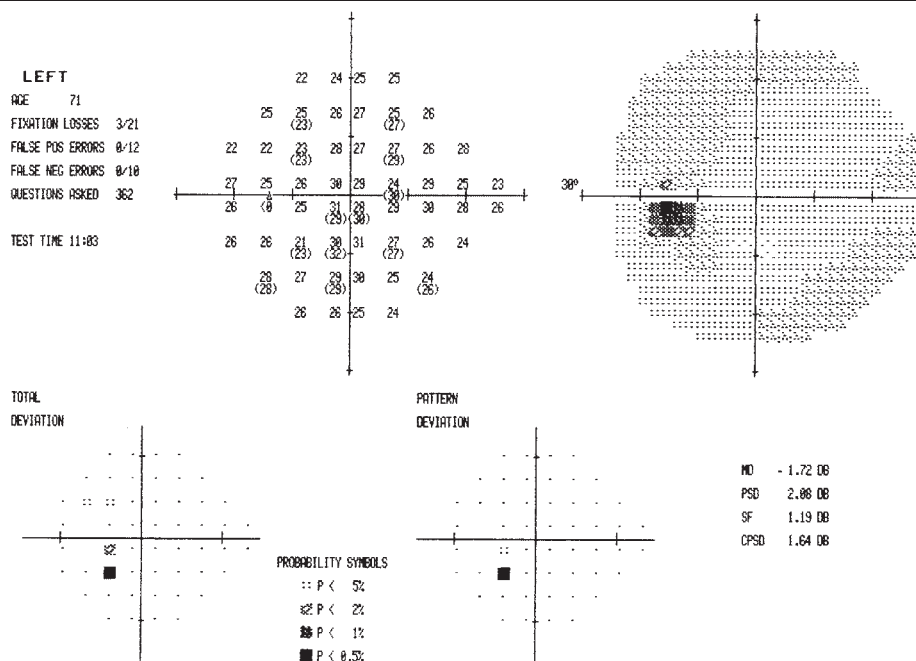 LEFT
AGE 71
FIXATION LOSSES 3/21
FALSE POS ERRORS 0/12
FALSE NEG ERRORS 0/10
QUESTIONS ASKED 362
TEST TIME 11:03
22 24 25 25
25 25 26 27 25 26
(23) (27)
22 22 23 28 27 27 26 28
(23) (29)
27 25 26 30 29 24 29 25 23
(30)
26 <0 25 31 28 29 30 28 26
(29) (30)
26 26 21 30 31 27 26 24
(23) (32) (27)
28 27 29 30 25 24
(28) (29) (26)
26 26 25 24
30°
TOTAL
DEVIATION
PATTERN
DEVIATION
PROBABILITY SYMBOLS
P < 5%
P < 2%
P < 1%
P < 0.5%
MD - 1.72 DB
PSD 2.08 DB
SF 1.19 DB
CPSD 1.64 DB